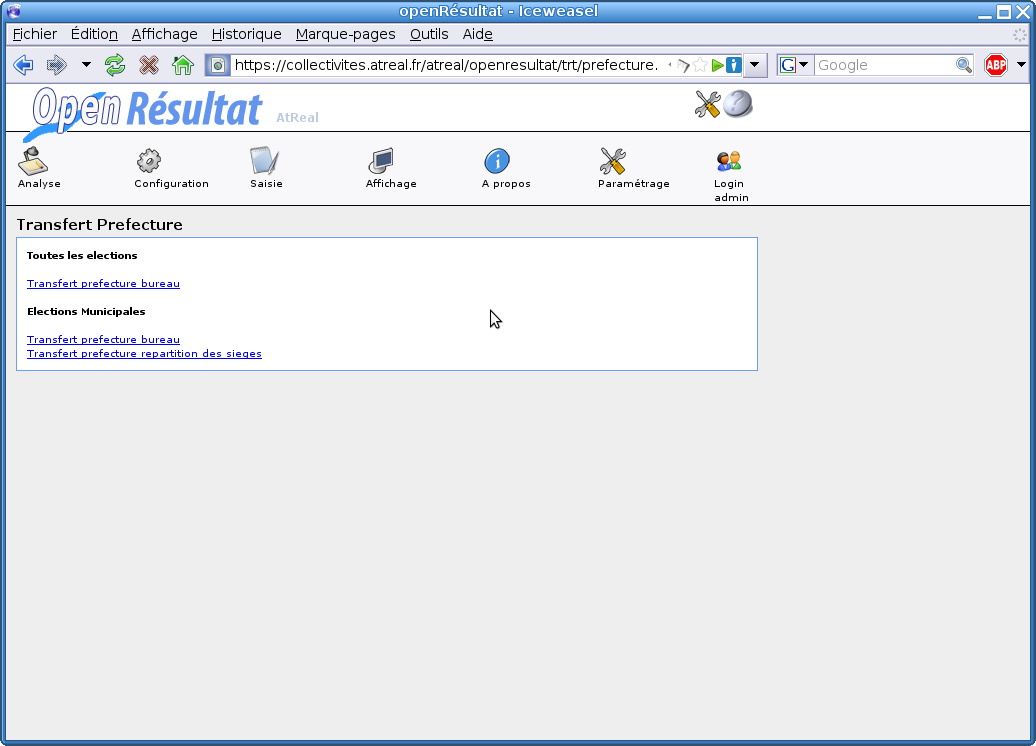 openRésultat - Iceweasel
Fichier Édition Affichage Historique Marque-pages Outils Aide
https://collectivites.atreal.fr/atreal/openresultat/trt/prefecture. G Google ABP
Open Résultat AtReal
Analyse Configuration Saisie Affichage A propos Paramétrage Login
admin
Transfert Prefecture
Toutes les elections
Transfert prefecture bureau
Elections Municipales
Transfert prefecture bureau
Transfert prefecture repartition des sieges